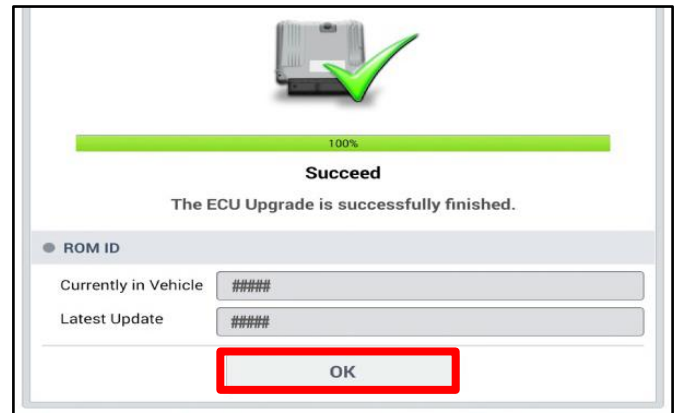 100%
Succeed
The ECU Upgrade is successfully finished.
ROM ID
Currently in Vehicle #####
Latest Update #####
OK